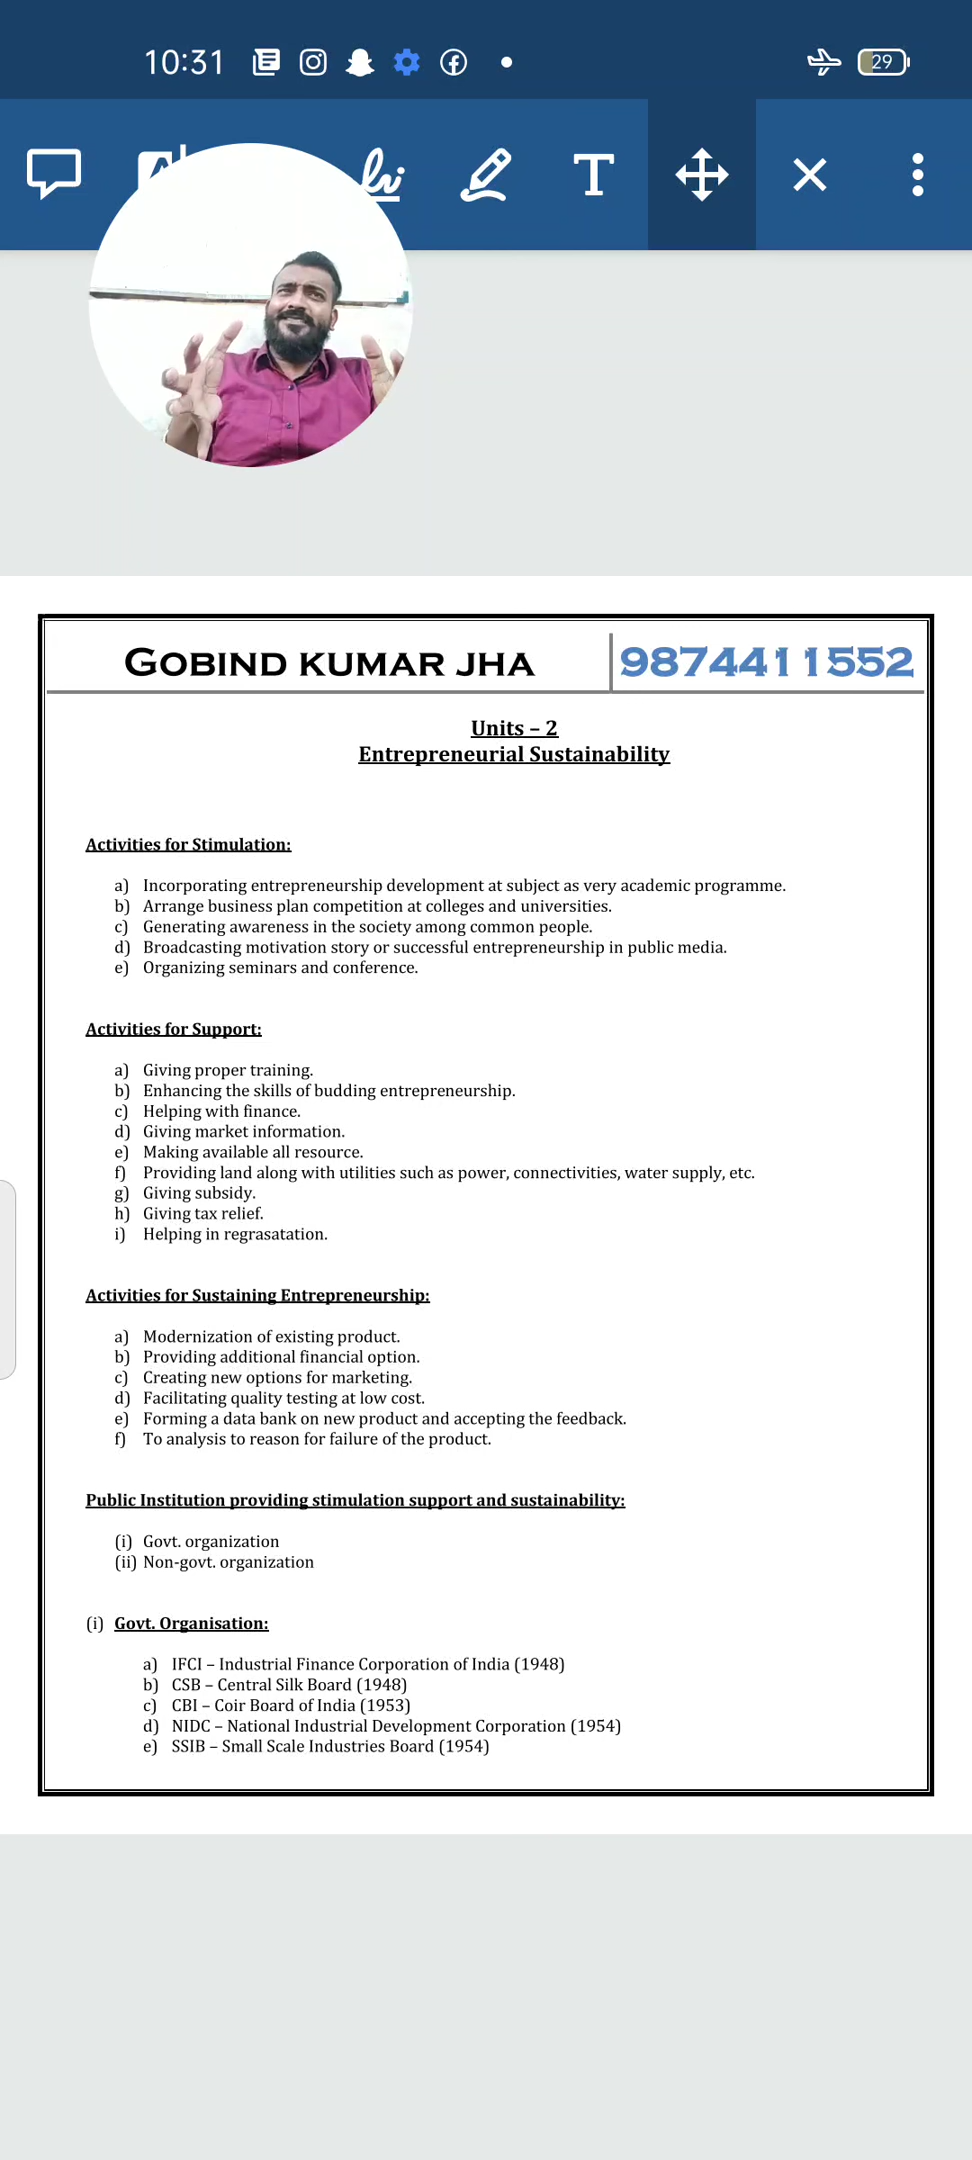 10:31
29
T
GOBIND KUMAR JHA
9874411552
Units – 2
Entrepreneurial Sustainability
Activities for Stimulation:
a) Incorporating entrepreneurship development at subject as very academic programme.
b) Arrange business plan competition at colleges and universities.
c) Generating awareness in the society among common people.
d) Broadcasting motivation story or successful entrepreneurship in public media.
e) Organizing seminars and conference.
Activities for Support:
a) Giving proper training.
b) Enhancing the skills of budding entrepreneurship.
c) Helping with finance.
d) Giving market information.
e) Making available all resource.
f) Providing land along with utilities such as power, connectivities, water supply, etc.
g) Giving subsidy.
h) Giving tax relief.
i) Helping in regrasatation.
Activities for Sustaining Entrepreneurship:
a) Modernization of existing product.
b) Providing additional financial option.
c) Creating new options for marketing.
d) Facilitating quality testing at low cost.
e) Forming a data bank on new product and accepting the feedback.
f) To analysis to reason for failure of the product.
Public Institution providing stimulation support and sustainability:
(i) Govt. organization
(ii) Non-govt. organization
(i) Govt. Organisation:
a) IFCI – Industrial Finance Corporation of India (1948)
b) CSB – Central Silk Board (1948)
c) CBI – Coir Board of India (1953)
d) NIDC – National Industrial Development Corporation (1954)
e) SSIB – Small Scale Industries Board (1954)